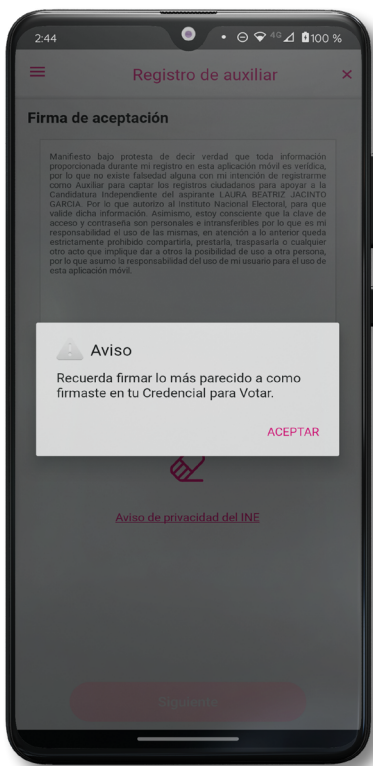 2:44
4G
100 %
Registro de auxiliar
×
Firma de aceptación
Manifiesto bajo protesta de decir verdad que toda información
proporcionada durante mi registro en esta aplicación móvil es verídica,
por lo que no existe falsedad alguna con mi intención de registrarme
como Auxiliar para captar los registros ciudadanos para apoyar a la
Candidatura Independiente del aspirante LAURA BEATRIZ JACINTO
GARCIA. Por lo que autorizo al Instituto Nacional Electoral, para que
valide dicha información. Asimismo, estoy consciente que la clave de
acceso y contraseña son personales e intransferibles por lo que es mi
responsabilidad el uso de las mismas, en atención a lo anterior queda
estrictamente prohibido compartirla, prestarla, traspasarla o cualquier
otro acto que implique dar a otros la posibilidad de uso a otra persona,
por lo que asumo la responsabilidad del uso de mi usuario para el uso de
esta aplicación móvil.
Aviso
Recuerda firmar lo más parecido a como
firmaste en tu Credencial para Votar.
ACEPTAR
Aviso de privacidad del INE
Siguiente